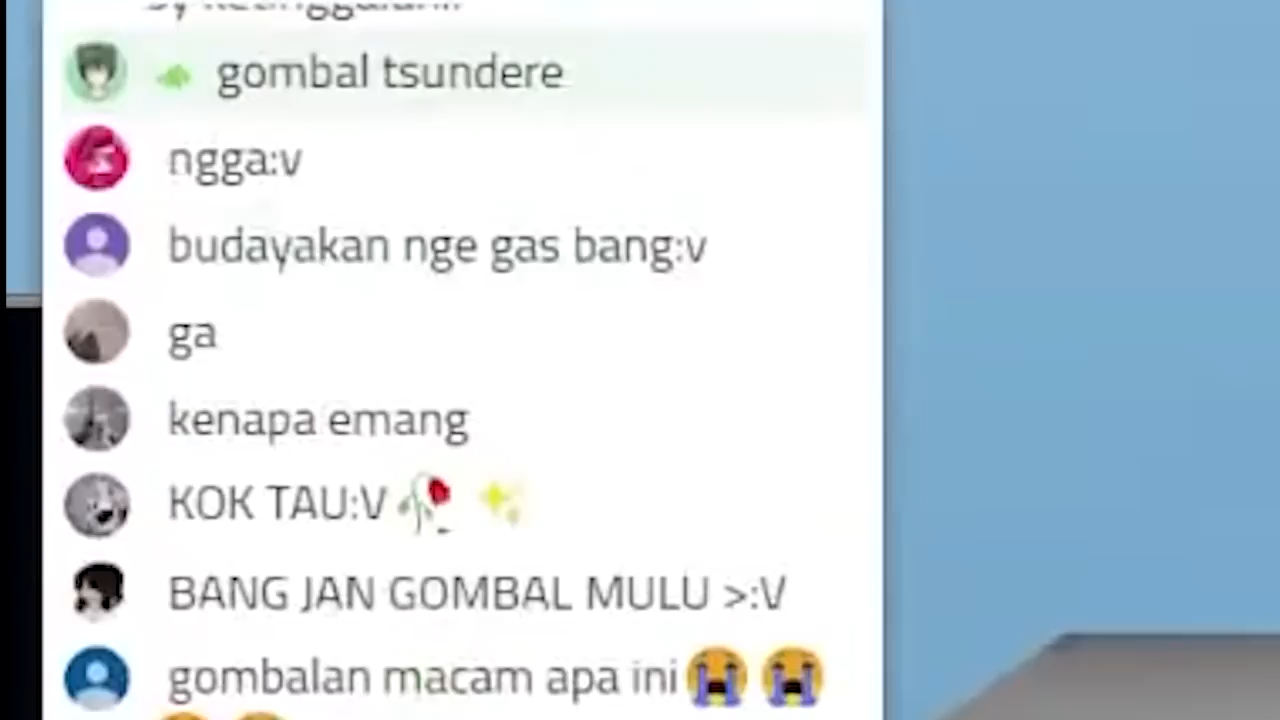 gombal tsundere
ngga:v
budayakan nge gas bang:v
ga
kenapa emang
KOK TAU:V🥀 ✨
BANG JAN GOMBAL MULU >:V
gombalan macam apa ini😭😭